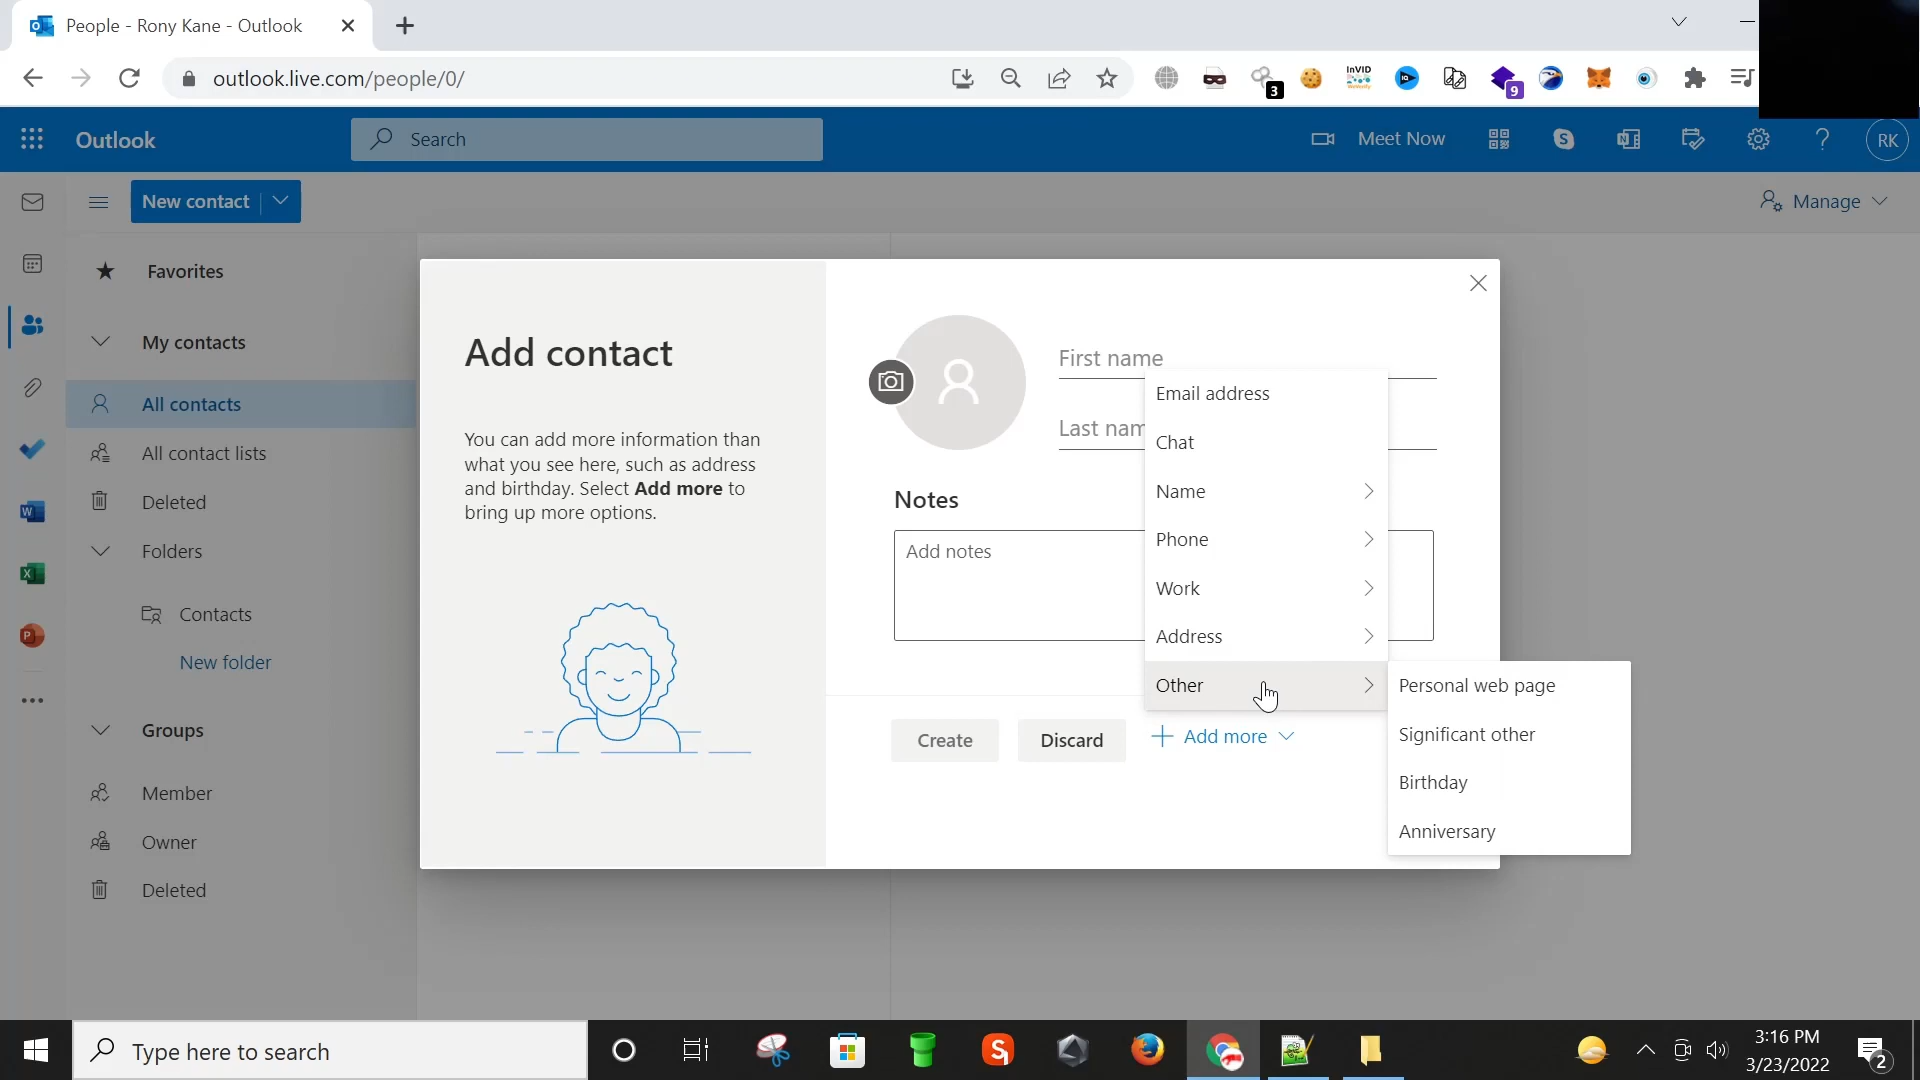 People - Rony Kane - Outlook
outlook.live.com/people/0/
InVID
3
9
Outlook
Search
Meet Now
RK
New contact
Manage
Favorites
My contacts
All contacts
All contact lists
Deleted
Folders
Contacts
New folder
Groups
Member
Owner
Deleted
Add contact
You can add more information than
what you see here, such as address
and birthday. Select Add more to
bring up more options.
First name
Last nam
Notes
Add notes
Email address
Chat
Name
Phone
Work
Address
Other
Personal web page
Significant other
Birthday
Anniversary
Create
Discard
Add more
Type here to search
3:16 PM
3/23/2022
2